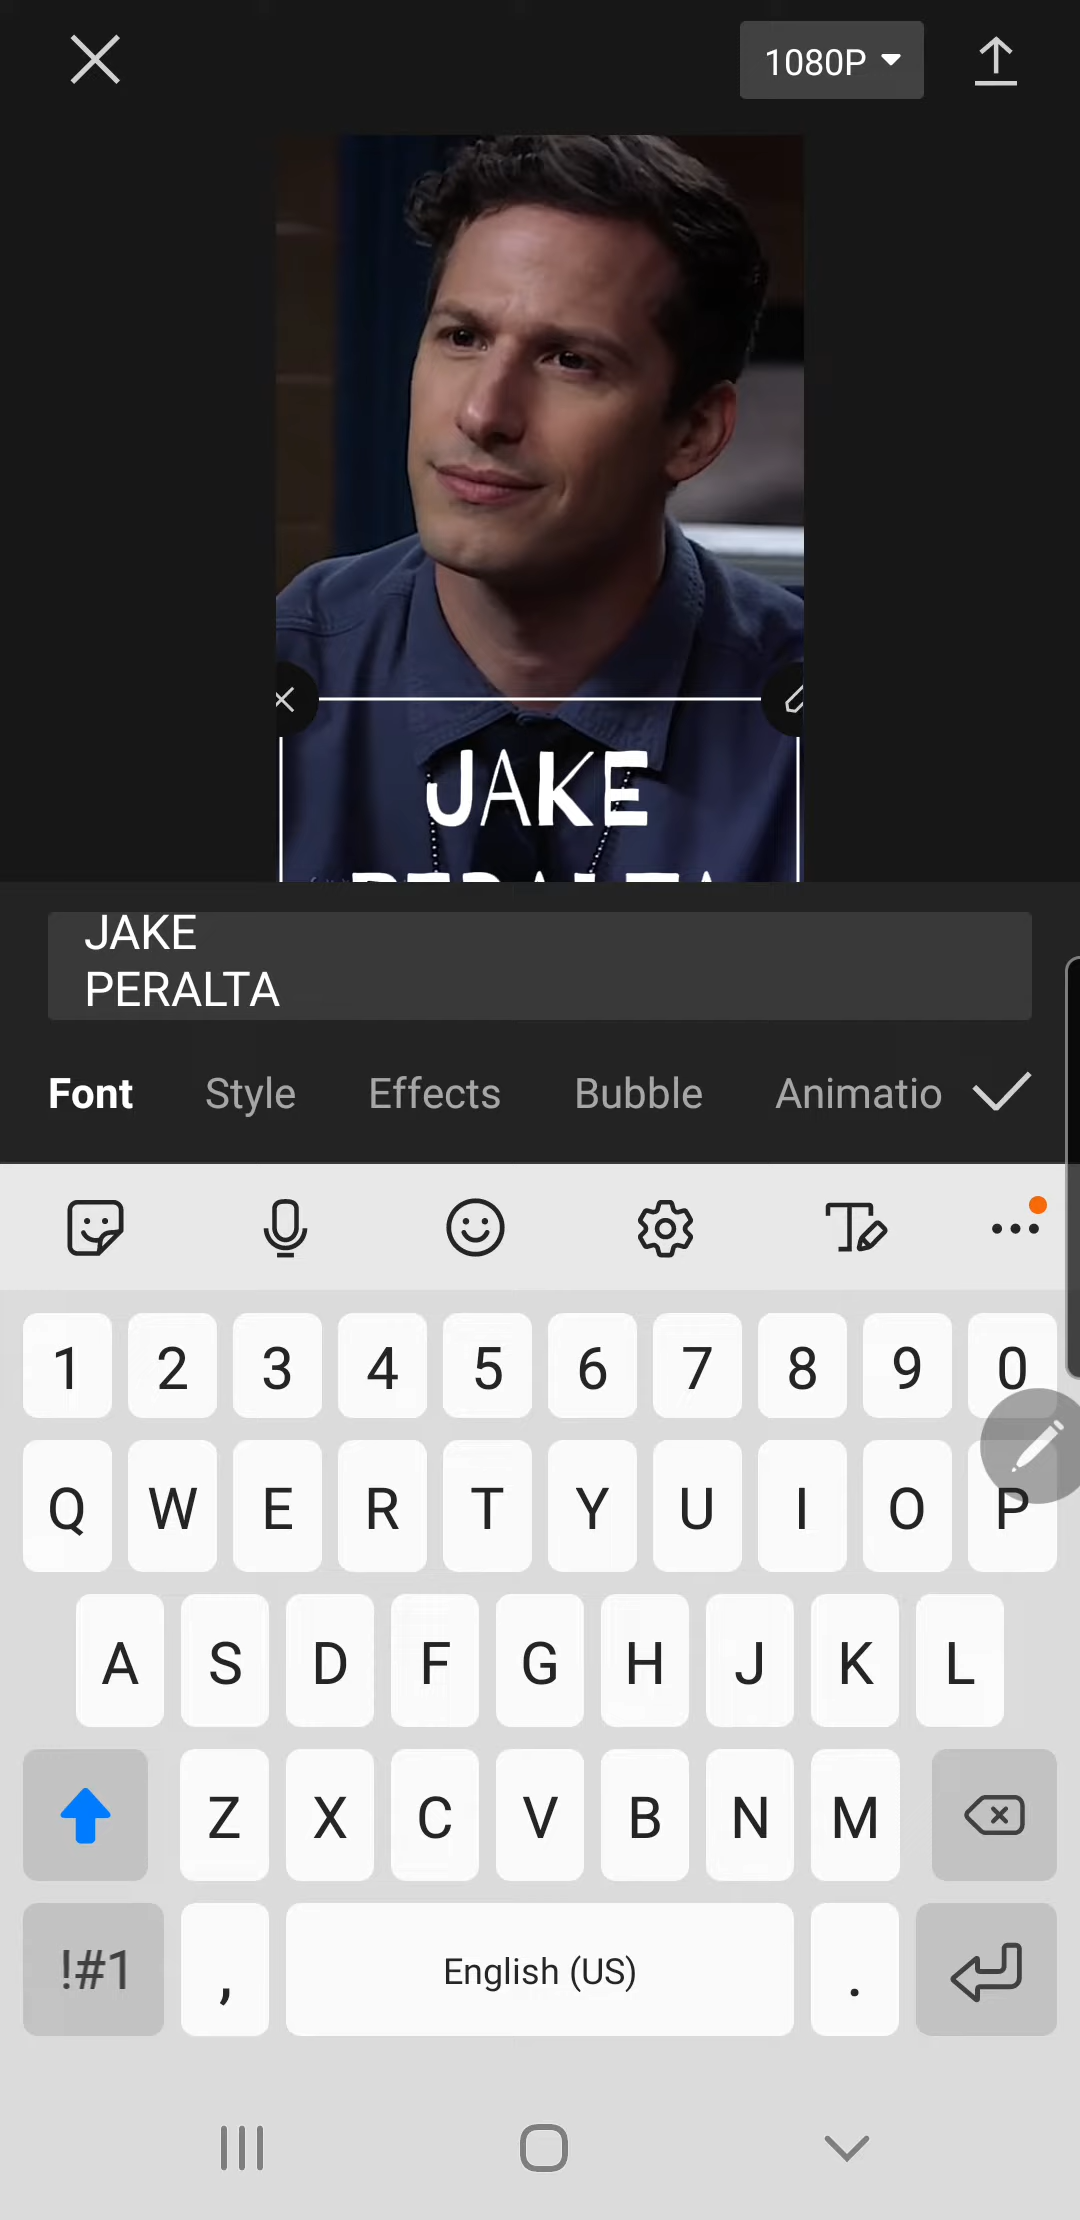 1080P
JAKE
PERALTA
JAKE
PERALTA
Font Style Effects Bubble Animatio
1 2 3 4 5 6 7 8 9 0
Q W E R T Y U I O P
A S D F G H J K L
Z X C V B N M
!#1 , English (US) .